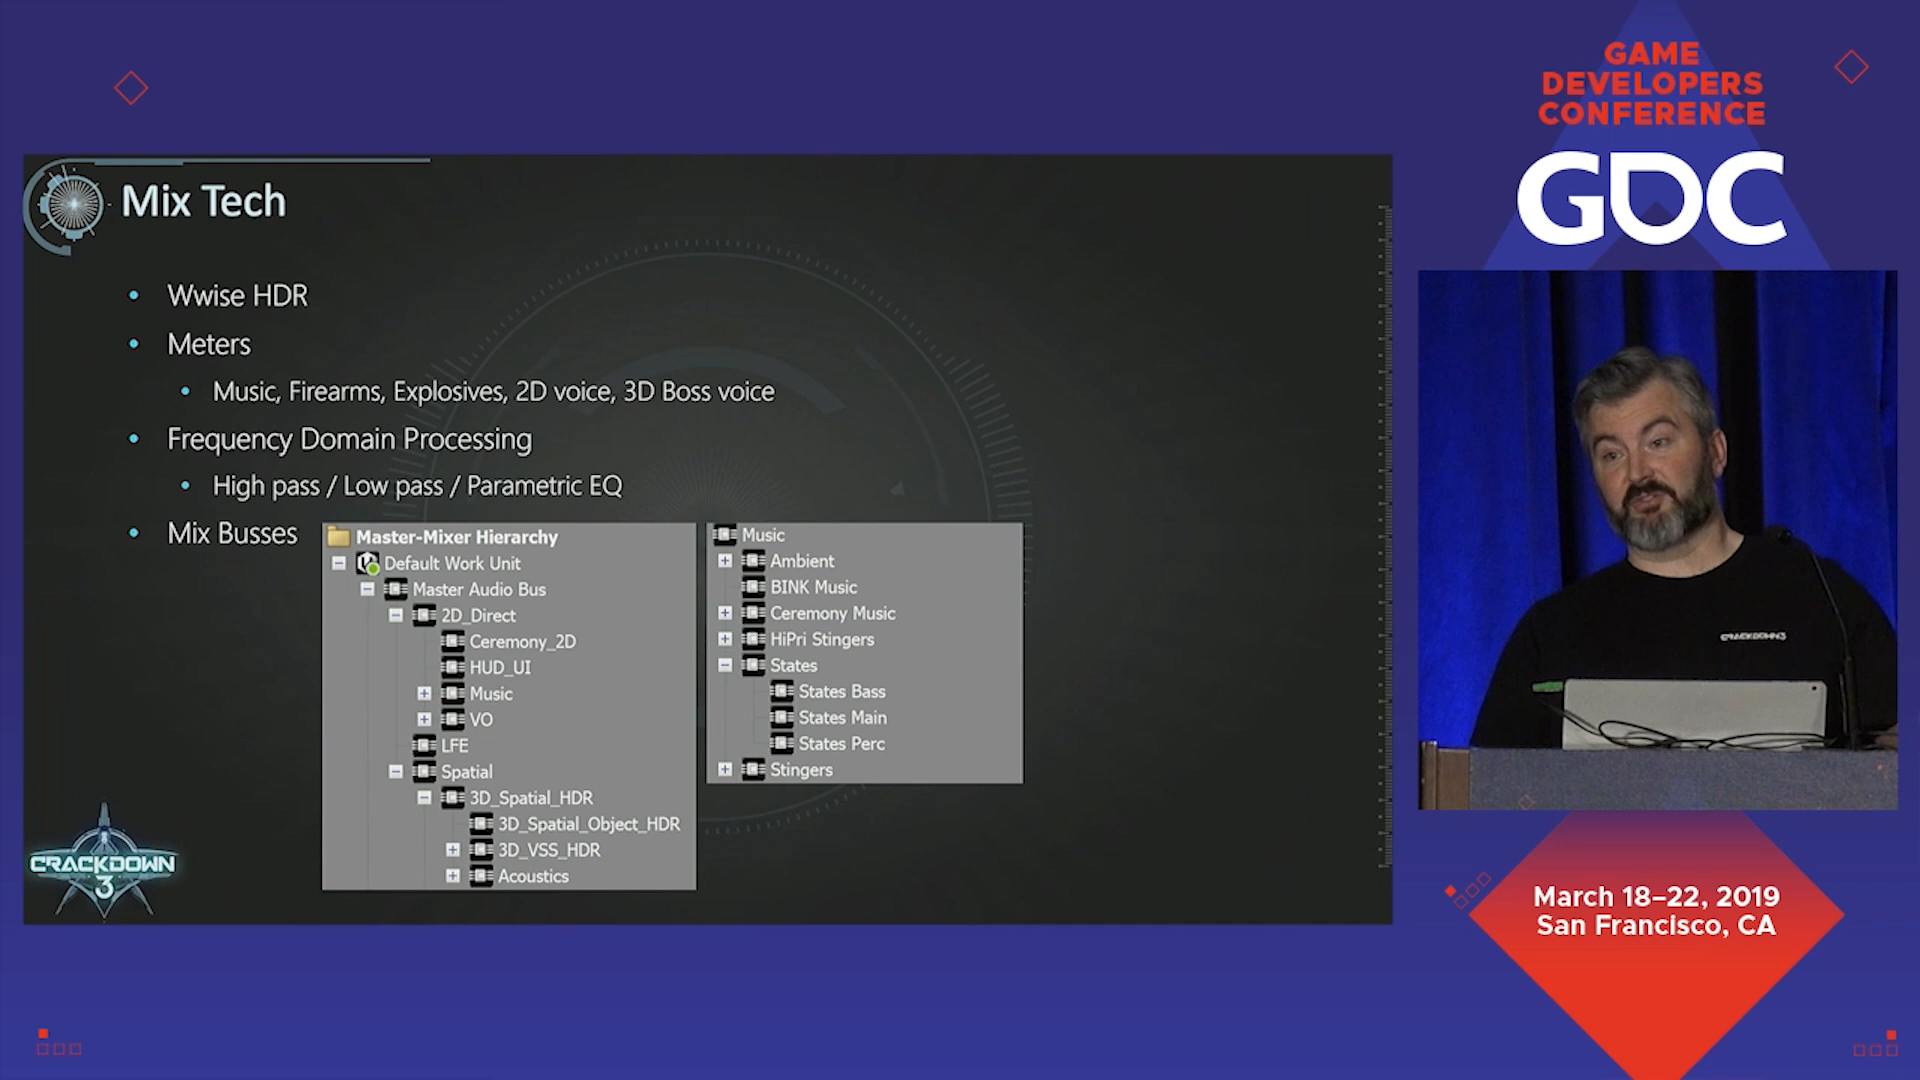 Mix Tech
Wwise HDR
Meters
Music, Firearms, Explosives, 2D voice, 3D Boss voice
Frequency Domain Processing
High pass / Low pass / Parametric EQ
Mix Busses
Master-Mixer Hierarchy
Default Work Unit
Master Audio Bus
2D_Direct
Ceremony_2D
HUD_UI
Music
VO
LFE
Spatial
3D_Spatial_HDR
3D_Spatial_Object_HDR
3D_VSS_HDR
Acoustics
Music
Ambient
BINK Music
Ceremony Music
HiPri Stingers
States
States Bass
States Main
States Perc
Stingers
CRACKDOWN
3
GAME
DEVELOPERS
CONFERENCE
GDC
CRACKDOWN3
March 18–22, 2019
San Francisco, CA